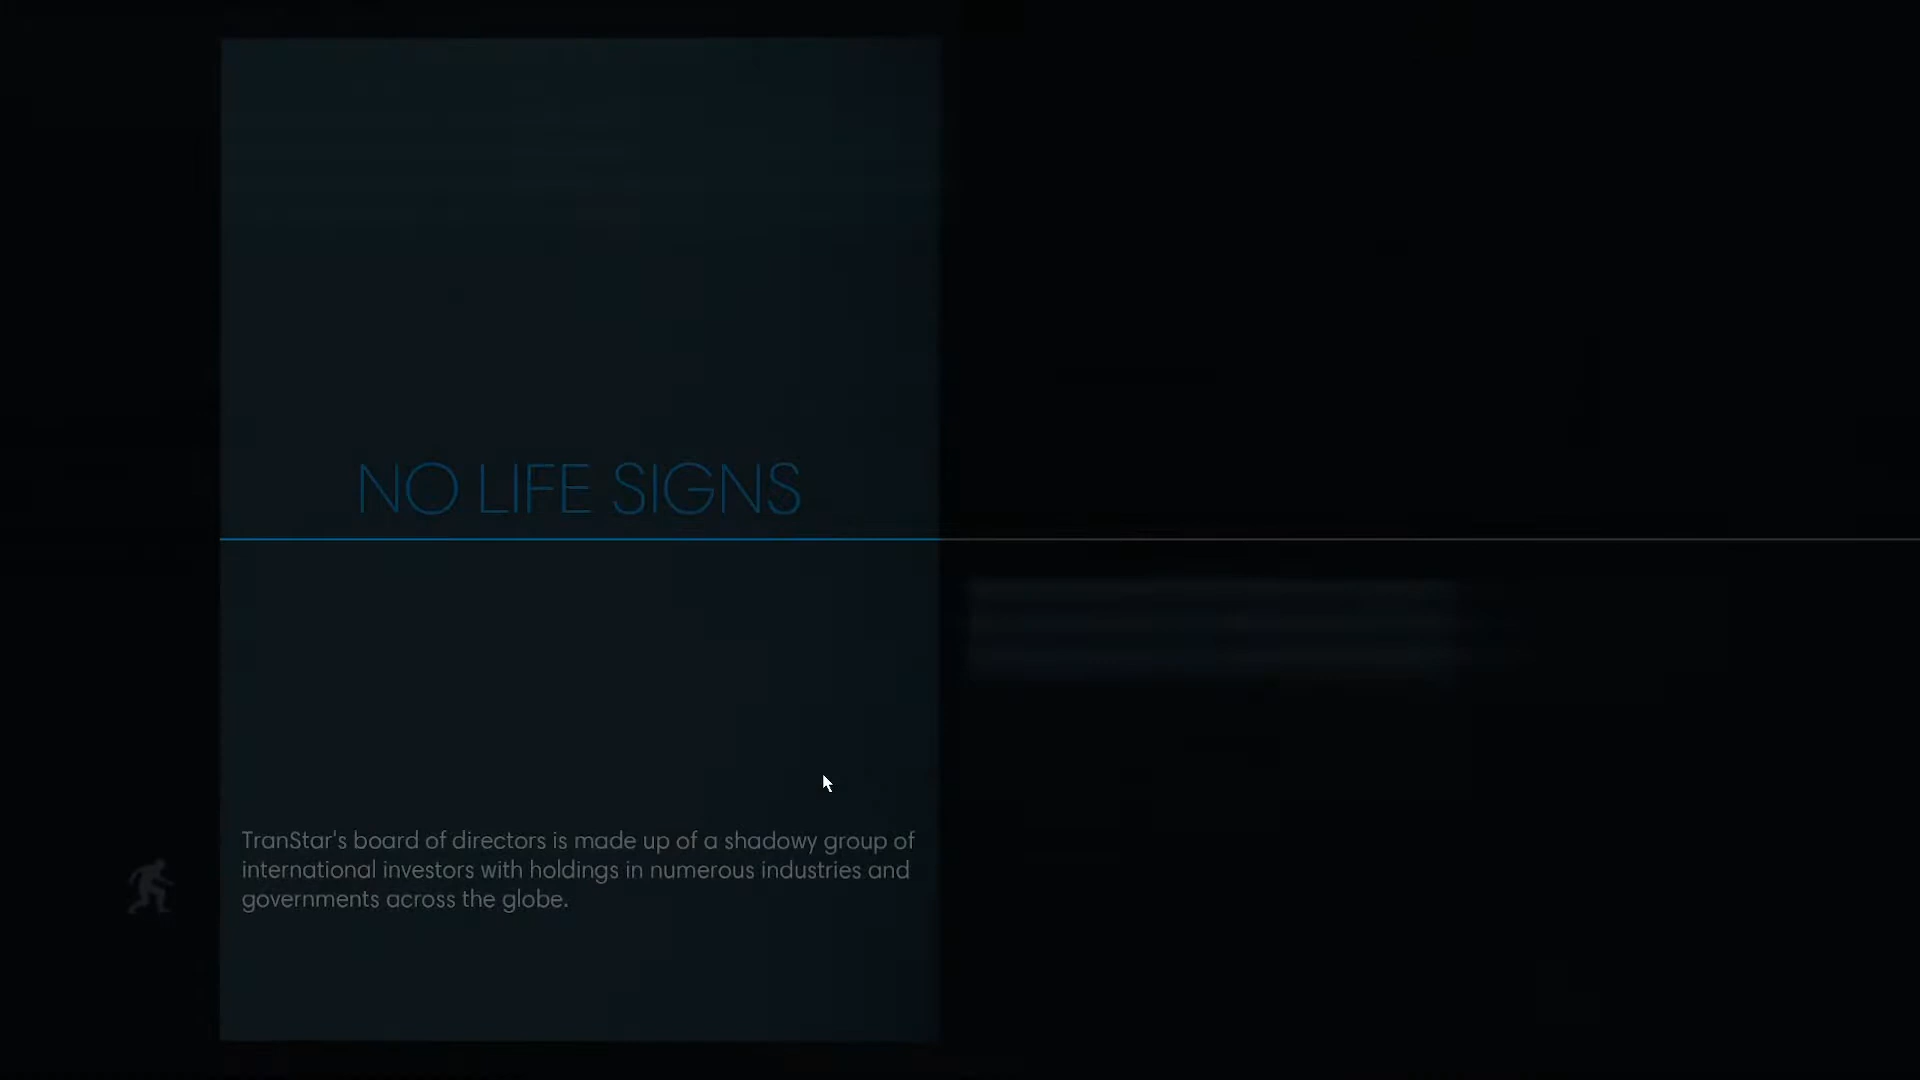 NO LIFE SIGNS
TranStar's board of directors is made up of a shadowy group of
international investors with holdings in numerous industries and
governments across the globe.